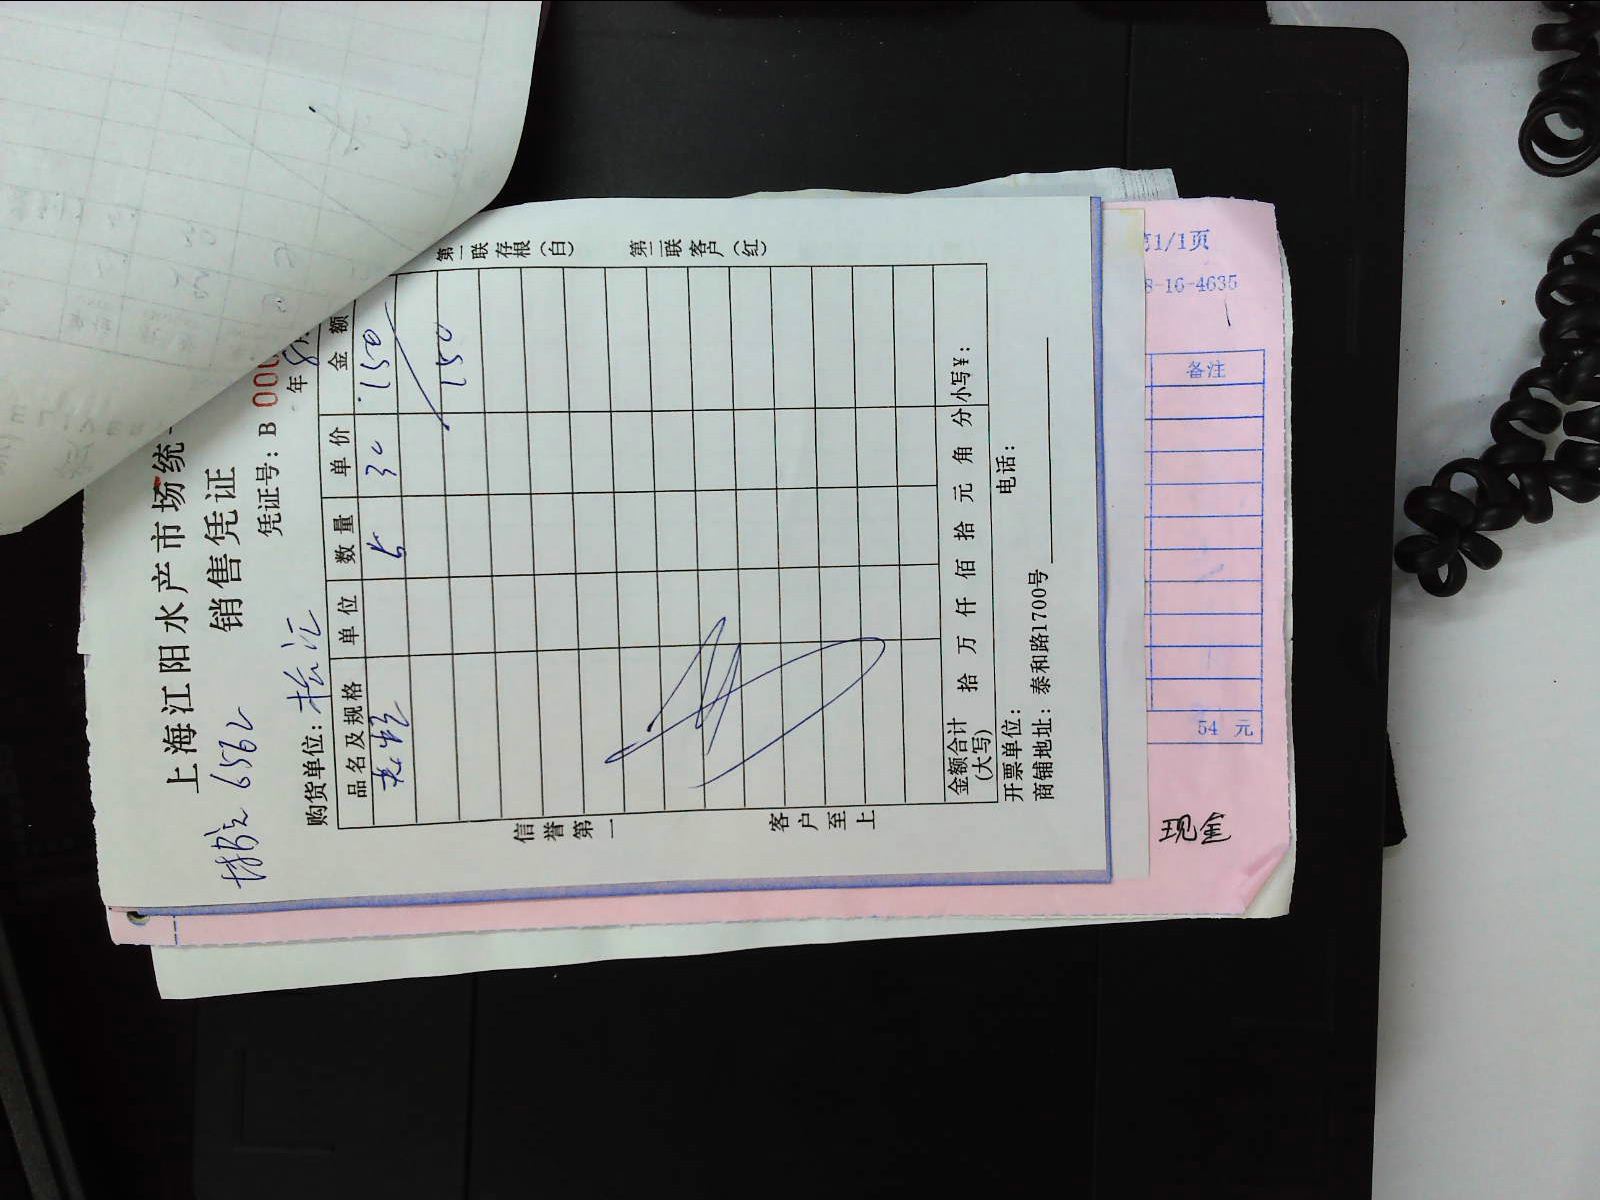 上海江阳水产市场统
销售凭证
凭证号：B 000
6562
年 8
购货单位：
品名及规格 单位 数量 单价 金额
5 30 150
150
第一联存根（白） 第二联客户（红）
信誉第一 客户至上
金额合计（大写） 拾 万 仟 佰 拾 元 角 分 小写¥：
开票单位： 电话：
商铺地址：泰和路1700号
1/1页
8-16-4635
备注
54 元
现金